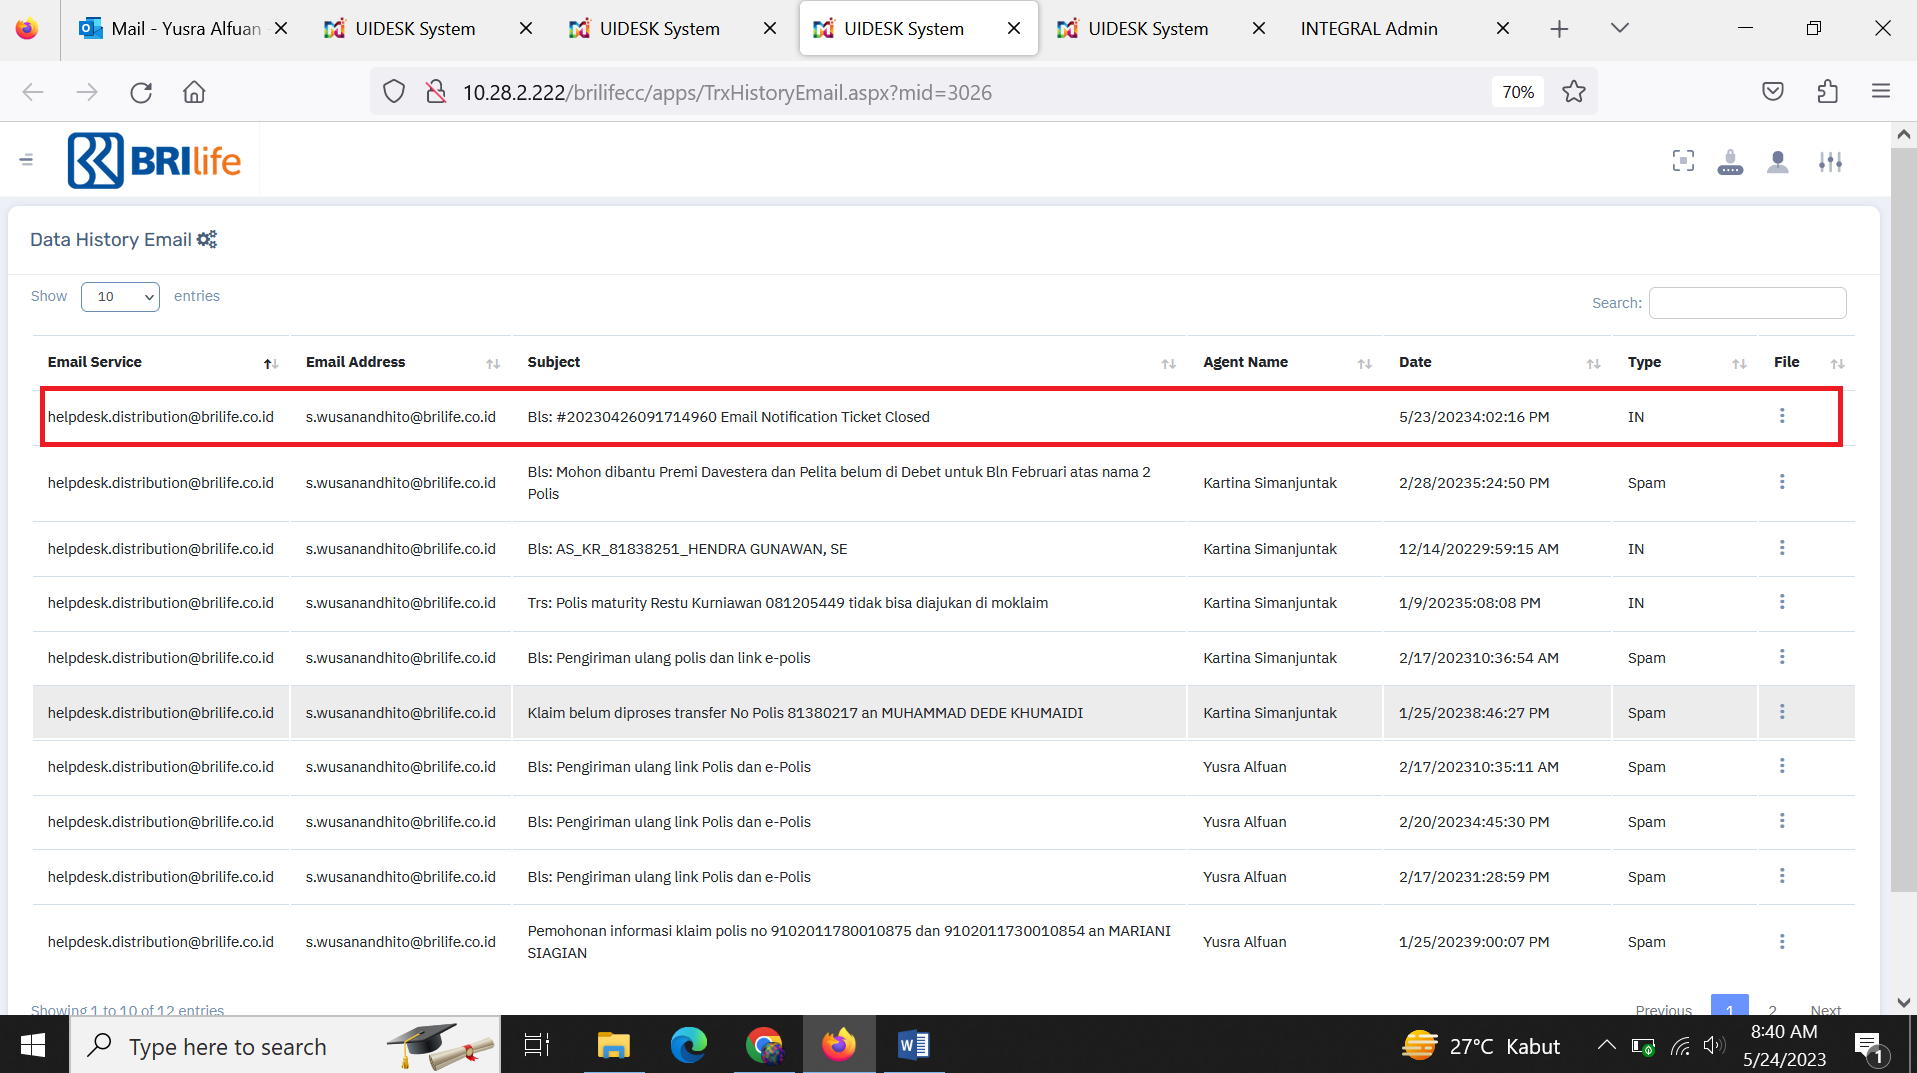 Mail - Yusra Alfuan
UIDESK System
UIDESK System
UIDESK System
UIDESK System
INTEGRAL Admin
10.28.2.222/brilifecc/apps/TrxHistoryEmail.aspx?mid=3026
70%
BRI life
Data History Email
Show 10 entries
Search:
Email Service Email Address Subject Agent Name Date Type File
helpdesk.distribution@brilife.co.id s.wusanandhito@brilife.co.id Bls: #20230426091714960 Email Notification Ticket Closed 5/23/20234:02:16 PM IN
helpdesk.distribution@brilife.co.id s.wusanandhito@brilife.co.id Bls: Mohon dibantu Premi Davestera dan Pelita belum di Debet untuk Bln Februari atas nama 2
Polis Kartina Simanjuntak 2/28/20235:24:50 PM Spam
helpdesk.distribution@brilife.co.id s.wusanandhito@brilife.co.id Bls: AS_KR_81838251_HENDRA GUNAWAN, SE Kartina Simanjuntak 12/14/20229:59:15 AM IN
helpdesk.distribution@brilife.co.id s.wusanandhito@brilife.co.id Trs: Polis maturity Restu Kurniawan 081205449 tidak bisa diajukan di moklaim Kartina Simanjuntak 1/9/20235:08:08 PM IN
helpdesk.distribution@brilife.co.id s.wusanandhito@brilife.co.id Bls: Pengiriman ulang polis dan link e-polis Kartina Simanjuntak 2/17/202310:36:54 AM Spam
helpdesk.distribution@brilife.co.id s.wusanandhito@brilife.co.id Klaim belum diproses transfer No Polis 81380217 an MUHAMMAD DEDE KHUMAIDI Kartina Simanjuntak 1/25/20238:46:27 PM Spam
helpdesk.distribution@brilife.co.id s.wusanandhito@brilife.co.id Bls: Pengiriman ulang link Polis dan e-Polis Yusra Alfuan 2/17/202310:35:11 AM Spam
helpdesk.distribution@brilife.co.id s.wusanandhito@brilife.co.id Bls: Pengiriman ulang link Polis dan e-Polis Yusra Alfuan 2/20/20234:45:30 PM Spam
helpdesk.distribution@brilife.co.id s.wusanandhito@brilife.co.id Bls: Pengiriman ulang link Polis dan e-Polis Yusra Alfuan 2/17/20231:28:59 PM Spam
helpdesk.distribution@brilife.co.id s.wusanandhito@brilife.co.id Pemohonan informasi klaim polis no 9102011780010875 dan 9102011730010854 an MARIANI
SIAGIAN Yusra Alfuan 1/25/20239:00:07 PM Spam
Showing 1 to 10 of 12 entries
Previous 1 2 Next
Type here to search
27°C Kabut
8:40 AM
5/24/2023
1